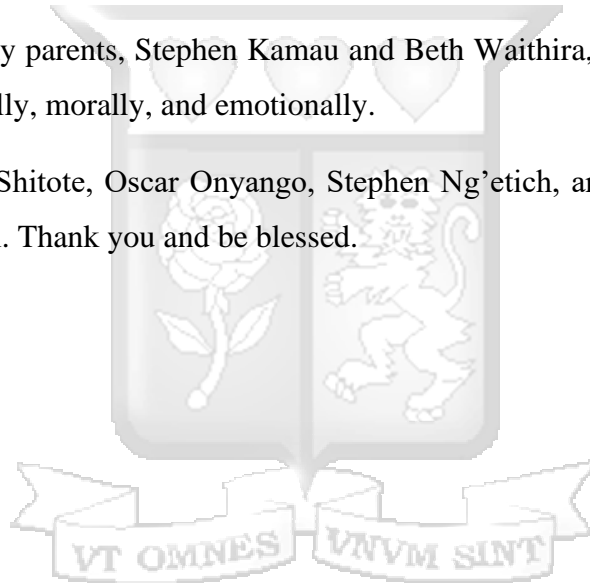 y parents, Stephen Kamau and Beth Waithira,
lly, morally, and emotionally.
Shitote, Oscar Onyango, Stephen Ng’etich, an
. Thank you and be blessed.
VT OMNES VNVM SINT